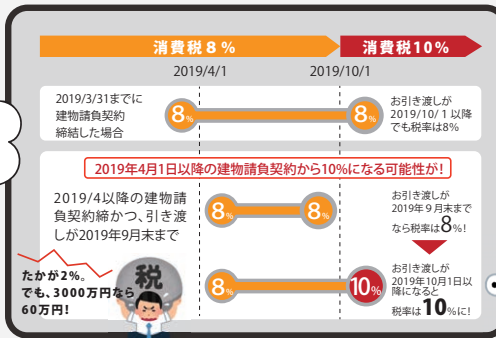 消費税8%
消費税10%
2019/4/1
2019/10/1
2019/3/31までに
建物請負契約
締結した場合
8%
8%
お引き渡しが
2019/10/1以降
でも税率は8%
2019年4月1日以降の建物請負契約から10%になる可能性が!
2019/4以降の建物請
負契約締かつ、引き渡
しが2019年9月末まで
8%
8%
お引き渡しが
2019年9月末まで
なら税率は8%!
たかが2%。
でも、3000万円なら
60万円!
税
8%
10%
お引き渡しが
2019年10月1日以
降になると
税率は10%に!